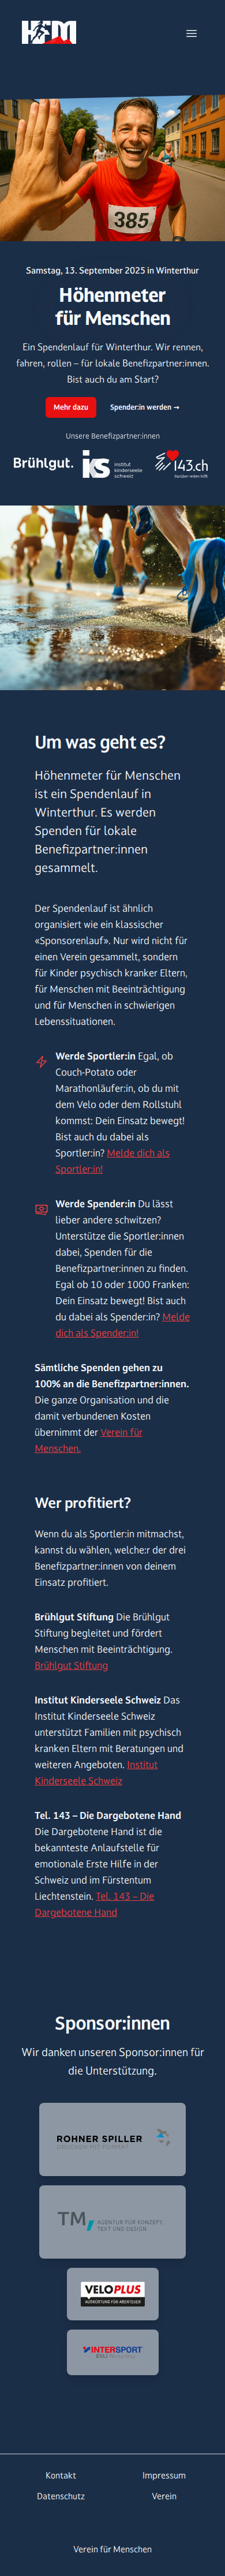 HFM
385
Samstag, 13. September 2025 in Winterthur
Höhenmeter
für Menschen
Ein Spendenlauf für Winterthur. Wir rennen,
fahren, rollen – für lokale Benefizpartner:innen.
Bist auch du am Start?
Mehr dazu
Spender:in werden →
Unsere Benefizpartner:innen
Brühlgut.
iks institut
kinderseele
schweiz
143.ch
Darüber reden hilft
Um was geht es?
Höhenmeter für Menschen
ist ein Spendenlauf in
Winterthur. Es werden
Spenden für lokale
Benefizpartner:innen
gesammelt.
Der Spendenlauf ist ähnlich
organisiert wie ein klassischer
«Sponsorenlauf». Nur wird nicht für
einen Verein gesammelt, sondern
für Kinder psychisch kranker Eltern,
für Menschen mit Beeinträchtigung
und für Menschen in schwierigen
Lebenssituationen.
Werde Sportler:in Egal, ob
Couch-Potato oder
Marathonläufer:in, ob du mit
dem Velo oder dem Rollstuhl
kommst: Dein Einsatz bewegt!
Bist auch du dabei als
Sportler:in? Melde dich als
Sportler:in!
Werde Spender:in Du lässt
lieber andere schwitzen?
Unterstütze die Sportler:innen
dabei, Spenden für die
Benefizpartner:innen zu finden.
Egal ob 10 oder 1000 Franken:
Dein Einsatz bewegt! Bist auch
du dabei als Spender:in? Melde
dich als Spender:in!
Sämtliche Spenden gehen zu
100% an die Benefizpartner:innen.
Die ganze Organisation und die
damit verbundenen Kosten
übernimmt der Verein für
Menschen.
Wer profitiert?
Wenn du als Sportler:in mitmachst,
kannst du wählen, welche:r der drei
Benefizpartner:innen von deinem
Einsatz profitiert.
Brühlgut Stiftung Die Brühlgut
Stiftung begleitet und fördert
Menschen mit Beeinträchtigung.
Brühlgut Stiftung
Institut Kinderseele Schweiz Das
Institut Kinderseele Schweiz
unterstützt Familien mit psychisch
kranken Eltern mit Beratungen und
weiteren Angeboten. Institut
Kinderseele Schweiz
Tel. 143 – Die Dargebotene Hand
Die Dargebotene Hand ist die
bekannteste Anlaufstelle für
emotionale Erste Hilfe in der
Schweiz und im Fürstentum
Liechtenstein. Tel. 143 – Die
Dargebotene Hand
Sponsor:innen
Wir danken unseren Sponsor:innen für
die Unterstützung.
ROHNER SPILLER
DRUCKEN MIT FORMAT
TM AGENTUR FÜR KONZEPT,
TEXT UND DESIGN
VELOPLUS
AUSRÜSTUNG FÜR ABENTEUER
INTERSPORT
Winterthur
Kontakt
Impressum
Datenschutz
Verein
Verein für Menschen